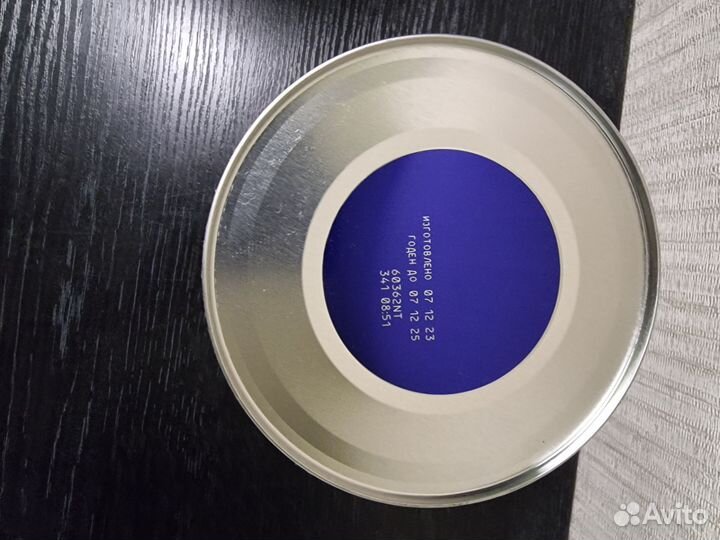 ИЗГОТОВЛЕНО 07 12 23
ГОДЕН ДО 07 12 25
60362NT
341 08:51
Avito